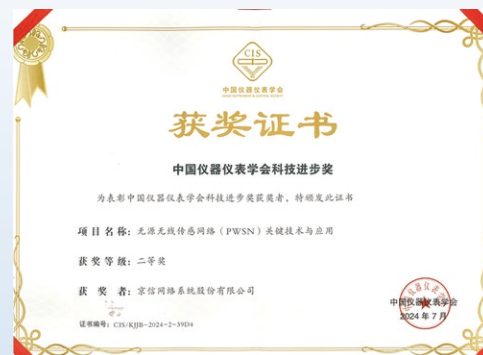 CIS
中国仪器仪表学会
CHINA INSTRUMENT & CONTROL SOCIETY
获奖证书
中国仪器仪表学会科技进步奖
为表彰中国仪器仪表学会科技进步奖获奖者，特颁发此证书
项目名称：无源无线传感网络（PWSN）关键技术与应用
获奖等级：二等奖
获奖者：京信网络系统股份有限公司
中国仪器仪表学会
2024年7月
证书编号：CIS/KJJB-2024-2-39D4